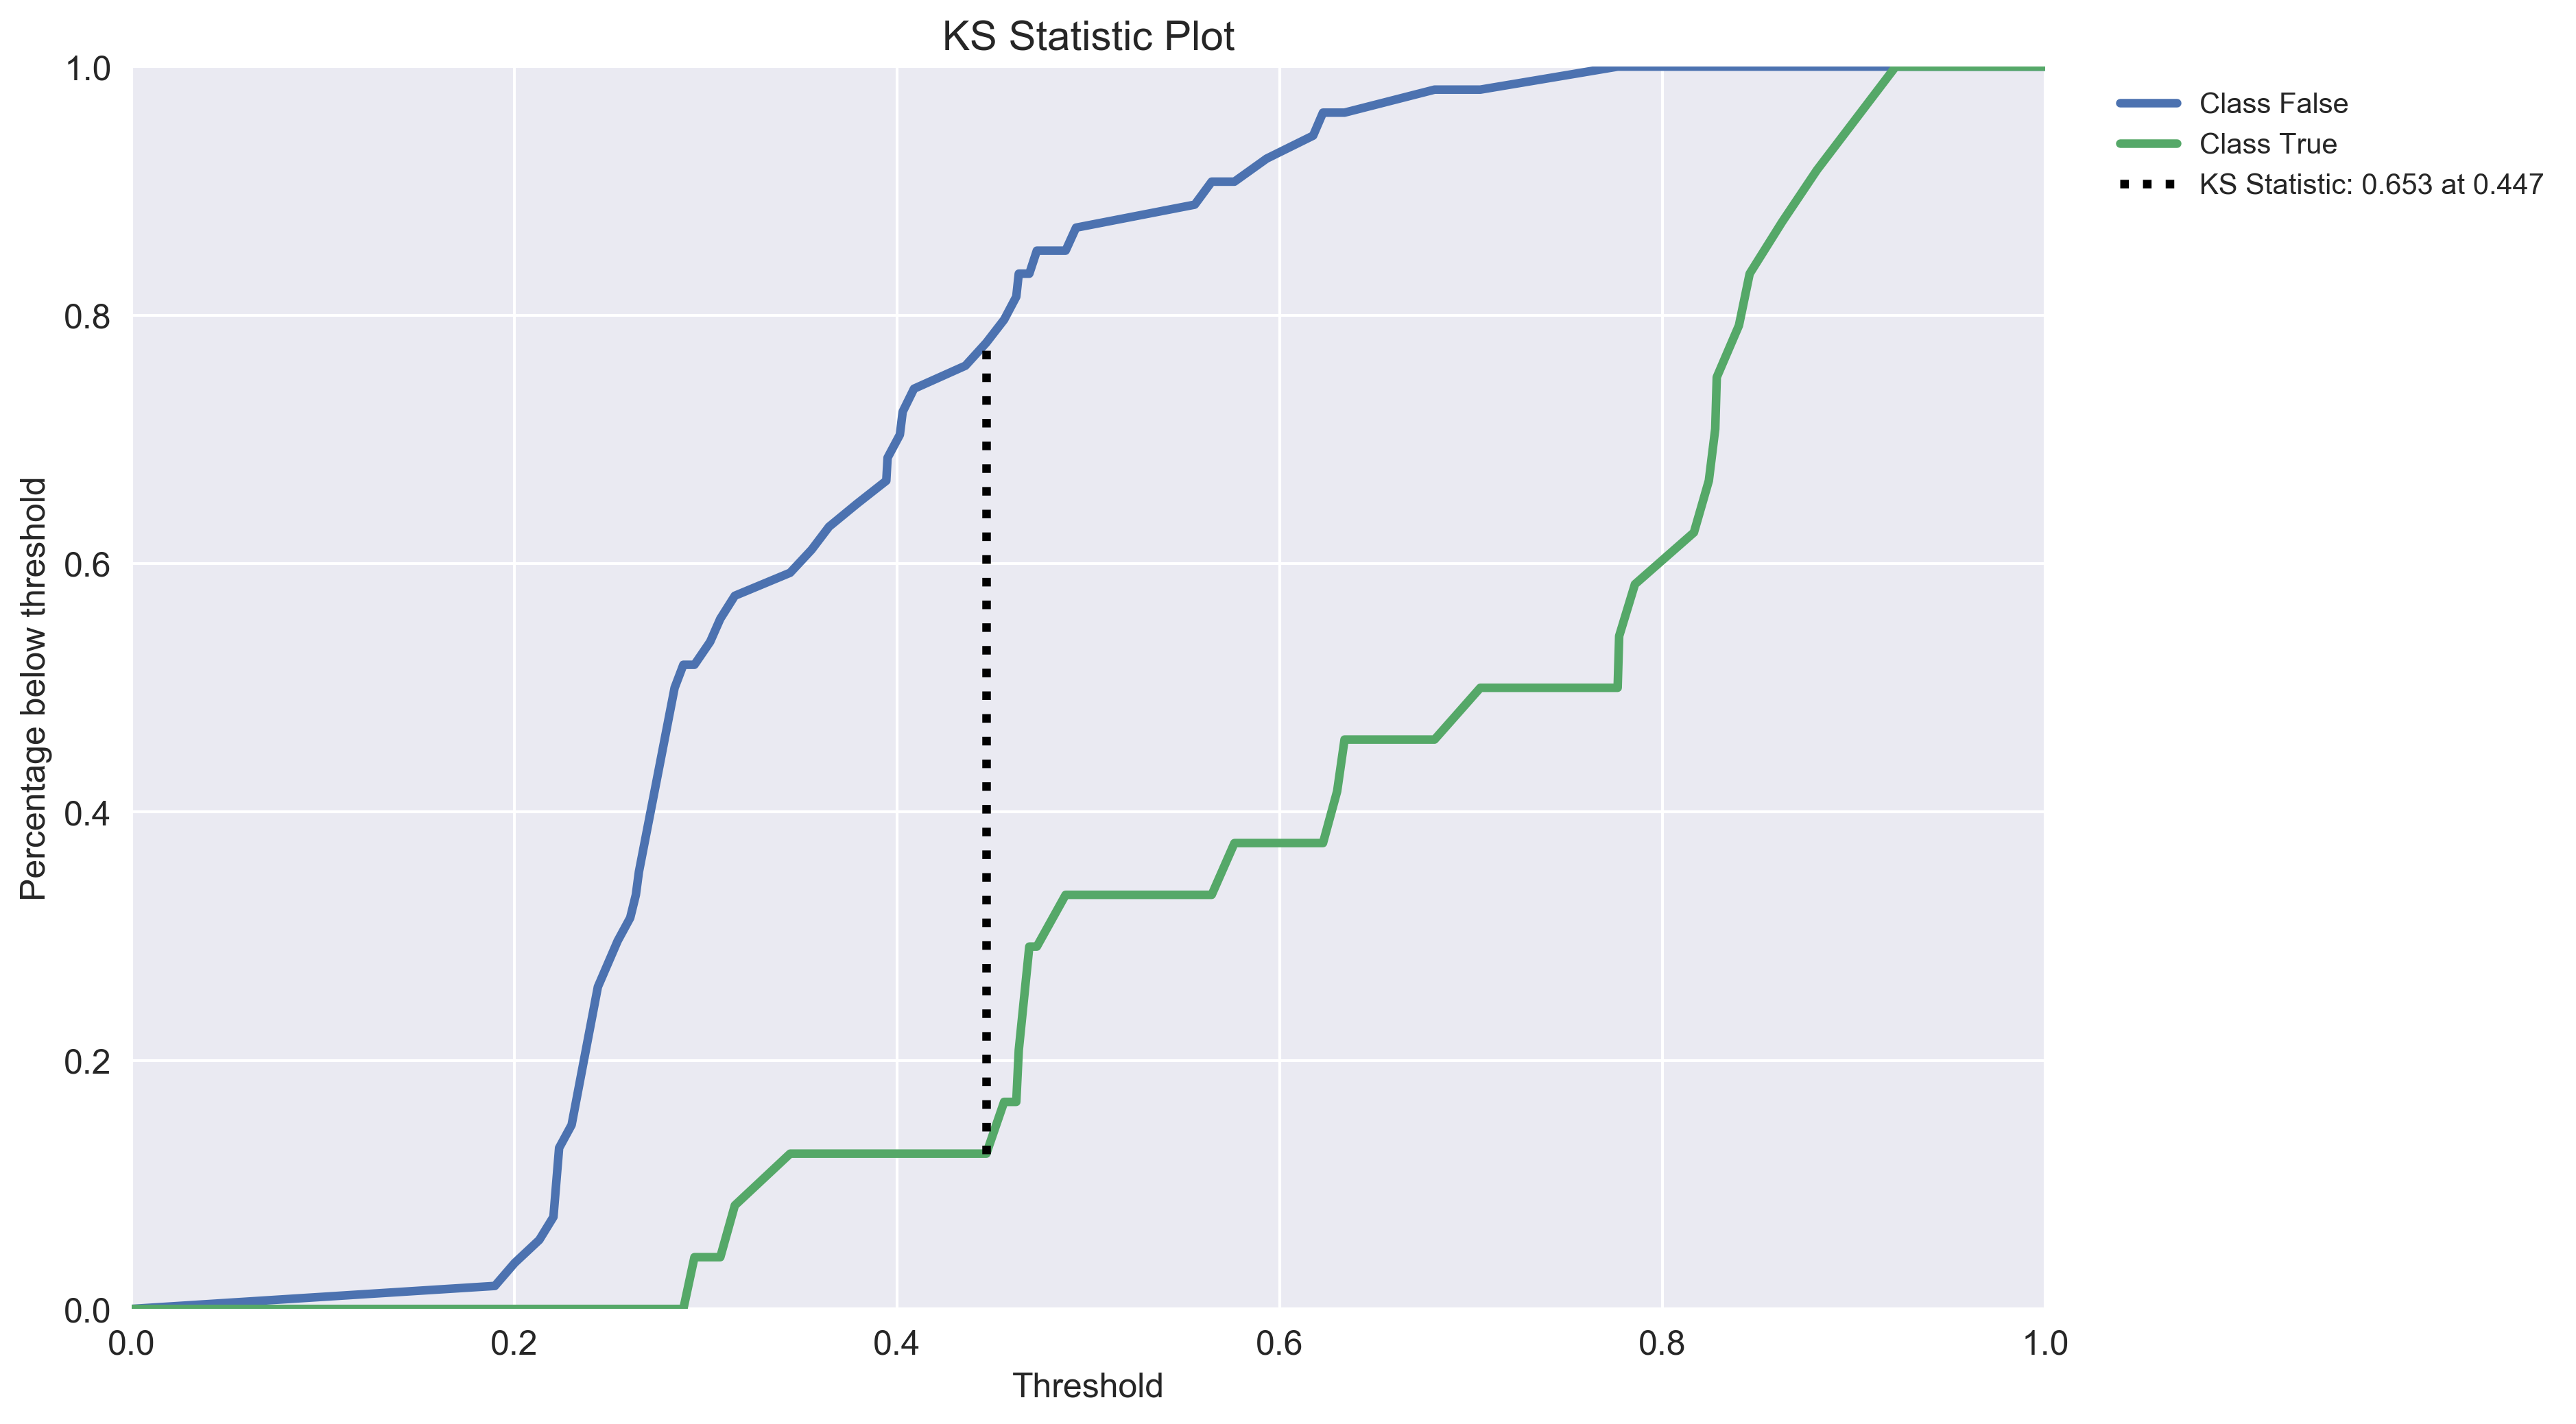 KS Statistic Plot
1.0
0.8
0.6
0.4
0.2
0.0
Percentage below threshold
0.0 0.2 0.4 0.6 0.8 1.0
Threshold
Class False
Class True
KS Statistic: 0.653 at 0.447